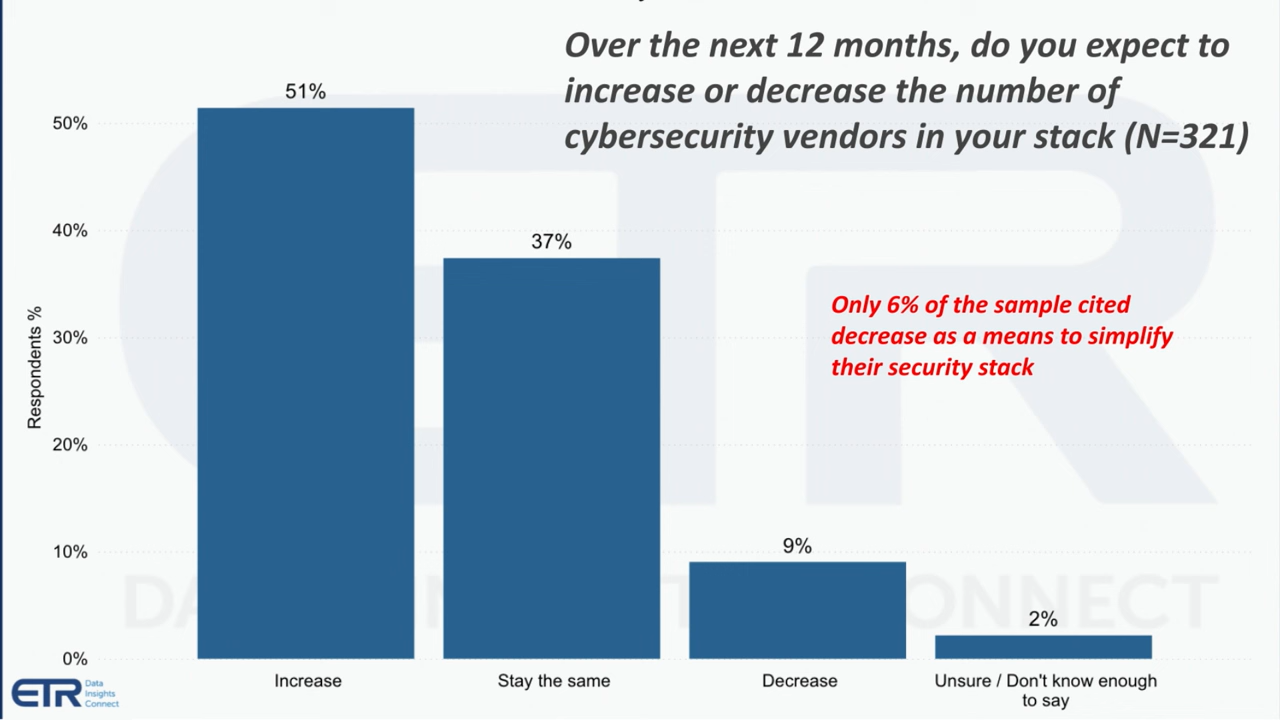 Over the next 12 months, do you expect to
increase or decrease the number of
cybersecurity vendors in your stack (N=321)
51%
50%
40%
37%
Only 6% of the sample cited
decrease as a means to simplify
their security stack
30%
Respondents %
20%
10%
9%
2%
0%
Increase
Stay the same
Decrease
Unsure / Don't know enough
to say
ETR
Data
Insights
Connect